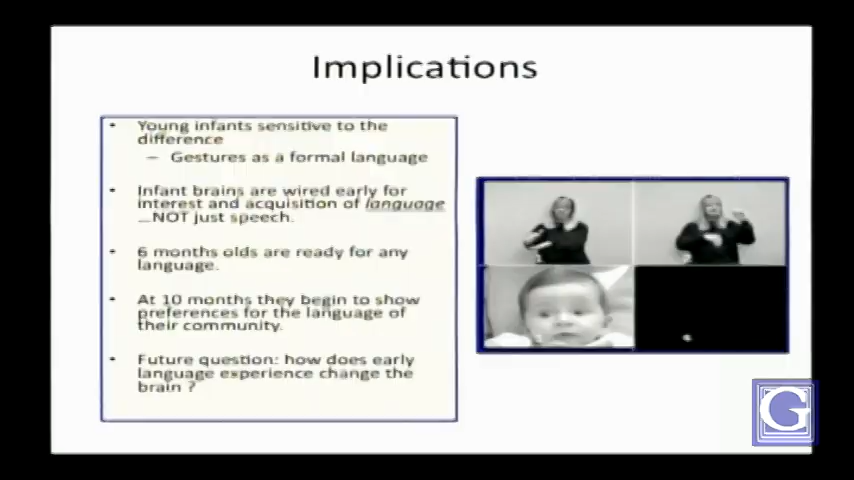 Implications
• Young infants sensitive to the
difference
– Gestures as a formal language
• Infant brains are wired early for
interest and acquisition of language
...NOT just speech.
• 6 months olds are ready for any
language.
• At 10 months they begin to show
preferences for the language of
their community.
• Future question: how does early
language experience change the
brain ?
G